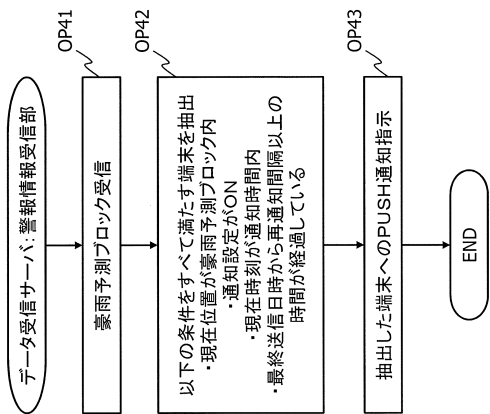 データ受信サーバ:警報情報受信部
OP41
豪雨予測ブロック受信
OP42
以下の条件をすべて満たす端末を抽出
・現在位置が豪雨予測ブロック内
・通知設定がON
・現在時刻が通知時間内
・最終送信日時から再通知間隔以上の
時間が経過している
OP43
抽出した端末へのPUSH通知指示
END